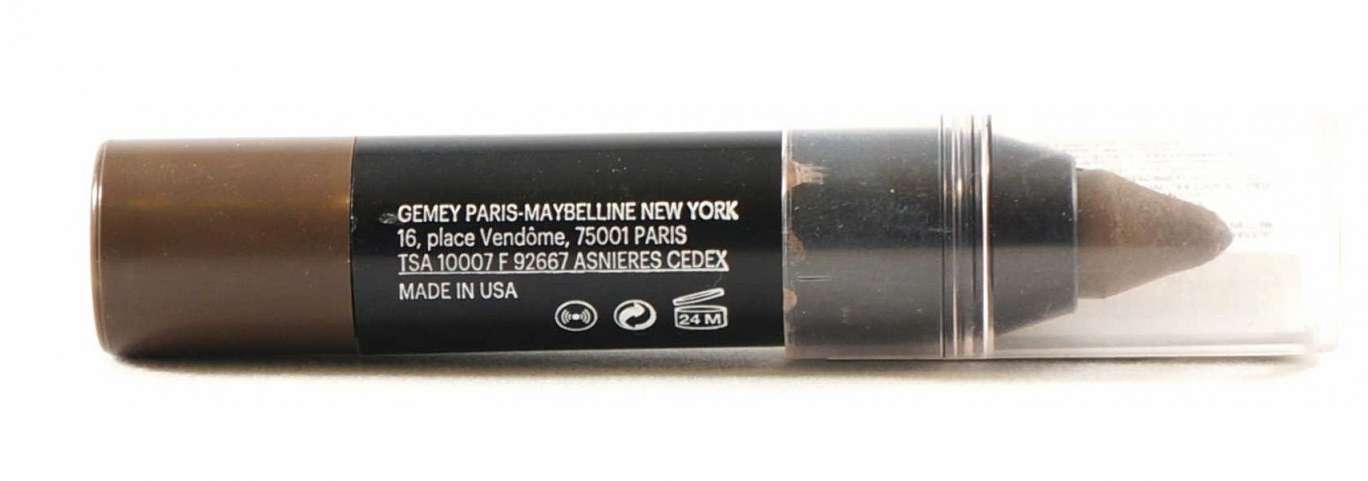 GEMEY PARIS-MAYBELLINE NEW YORK
16, place Vendôme, 75001 PARIS
TSA 10007 F 92667 ASNIERES CEDEX
MADE IN USA
24 M